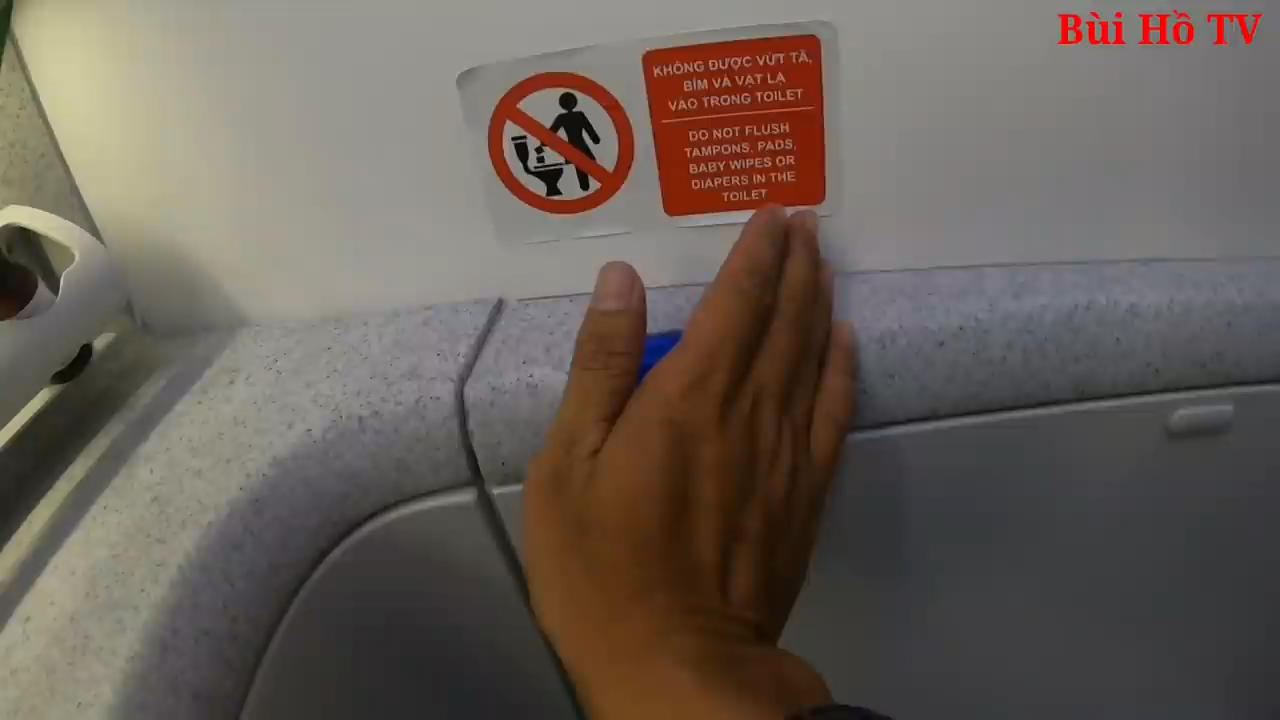 Bùi Hồ TV
KHÔNG ĐƯỢC VỨT TÃ,
BỈM VÀ VẬT LẠ
VÀO TRONG TOILET
DO NOT FLUSH
TAMPONS, PADS,
BABY WIPES OR
DIAPERS IN THE
TOILET